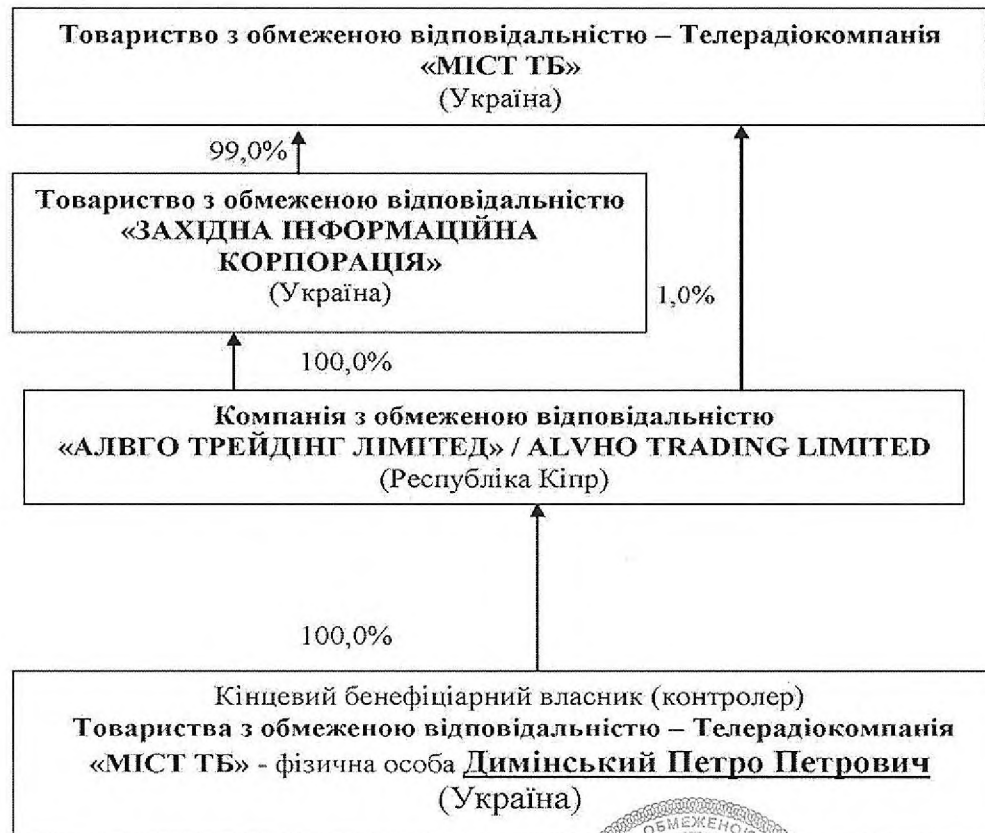 Товариство з обмеженою відповідальністю – Телерадіокомпанія
«МІСТ ТБ»
(Україна)
99,0%
Товариство з обмеженою відповідальністю
«ЗАХІДНА ІНФОРМАЦІЙНА
КОРПОРАЦІЯ»
(Україна)
1,0%
100,0%
Компанія з обмеженою відповідальністю
«АЛВГО ТРЕЙДІНГ ЛІМІТЕД» / ALVHO TRADING LIMITED
(Республіка Кіпр)
100,0%
Кінцевий бенефіціарний власник (контролер)
Товариства з обмеженою відповідальністю – Телерадіокомпанія
«МІСТ ТБ» - фізична особа Димінський Петро Петрович
(Україна)
ОБМЕЖЕНОЮ